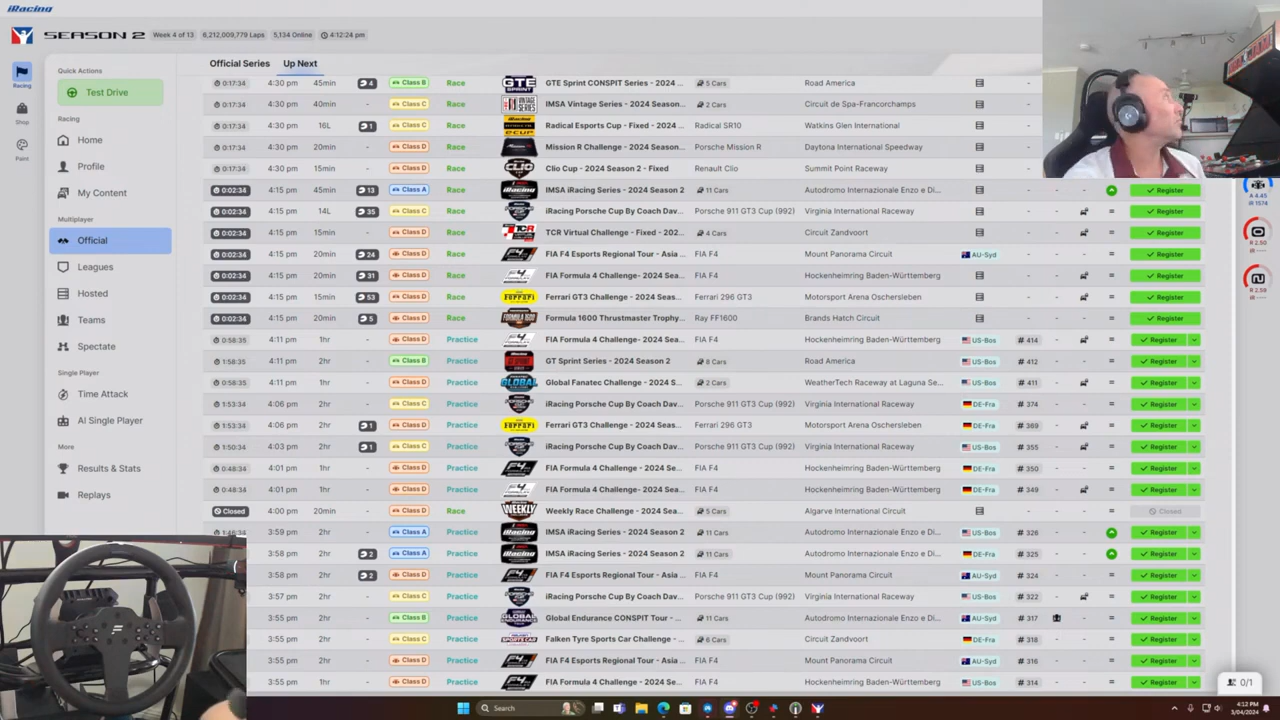 iRacing
SEASON 2 Week 4 of 13 6,212,009,779 Laps 5,134 Online 4:12:24 pm
Racing
Shop
Paint
Quick Actions
Test Drive
Racing
Home
Profile
My Content
Multiplayer
Official
Leagues
Hosted
Teams
Spectate
Single Player
Time Attack
AI Single Player
More
Results & Stats
Replays
Official Series Up Next
0:17:34 4:30 pm 45min 4 Class B Race GTE Sprint CONSPIT Series - 2024 ... 5 Cars Road America
0:17:34 4:30 pm 40min - Class C Race IMSA Vintage Series - 2024 Season... 2 Cars Circuit de Spa-Francorchamps
0:17:34 4:30 pm 16L 1 Class C Race Radical Esports Cup - Fixed - 2024 ... Radical SR10 Watkins Glen International
0:17:34 4:30 pm 20min - Class D Race Mission R Challenge - 2024 Season... Porsche Mission R Daytona International Speedway
0:17:34 4:30 pm 15min - Class D Race Clio Cup - 2024 Season 2 - Fixed Renault Clio Summit Point Raceway
0:02:34 4:15 pm 45min 13 Class A Race IMSA iRacing Series - 2024 Season 2 11 Cars Autodromo Internazionale Enzo e Di... - - = Register
0:02:34 4:15 pm 14L 35 Class C Race iRacing Porsche Cup By Coach Dav... Porsche 911 GT3 Cup (992) Virginia International Raceway - = Register
0:02:34 4:15 pm 15min - Class D Race TCR Virtual Challenge - Fixed - 202... 4 Cars Circuit Zandvoort - = Register
0:02:34 4:15 pm 20min 24 Class D Race FIA F4 Esports Regional Tour - Asia ... FIA F4 Mount Panorama Circuit AU-Syd - - = Register
0:02:34 4:15 pm 20min 31 Class D Race FIA Formula 4 Challenge - 2024 Se... FIA F4 Hockenheimring Baden-Württemberg - = Register
0:02:34 4:15 pm 15min 53 Class D Race Ferrari GT3 Challenge - 2024 Seas... Ferrari 296 GT3 Motorsport Arena Oschersleben - = Register
0:02:34 4:15 pm 20min 5 Class D Race Formula 1600 Thrustmaster Trophy... Ray FF1600 Brands Hatch Circuit - - = Register
0:58:35 4:11 pm 1hr - Class D Practice FIA Formula 4 Challenge - 2024 Se... FIA F4 Hockenheimring Baden-Württemberg US-Bos # 414 - = Register
1:58:35 4:11 pm 2hr - Class B Practice GT Sprint Series - 2024 Season 2 8 Cars Road America US-Bos # 412 - - = Register
0:58:35 4:11 pm 1hr - Class D Practice Global Fanatec Challenge - 2024 S... 8 Cars WeatherTech Raceway at Laguna Se... US-Bos # 382 - = Register
1:53:34 4:06 pm 2hr - Class C Practice iRacing Porsche Cup By Coach Dav... Porsche 911 GT3 Cup (992) Virginia International Raceway DE-Fra # 374 - = Register
1:53:34 4:06 pm 2hr 1 Class D Practice Ferrari GT3 Challenge - 2024 Seas... Ferrari 296 GT3 Motorsport Arena Oschersleben DE-Fra # 369 - = Register
1:50:34 4:03 pm 2hr 1 Class C Practice iRacing Porsche Cup By Coach Dav... Porsche 911 GT3 Cup (992) Virginia International Raceway US-Bos # 355 - = Register
0:48:34 4:01 pm 1hr - Class D Practice FIA Formula 4 Challenge - 2024 Se... FIA F4 Hockenheimring Baden-Württemberg DE-Fra # 350 - - = Register
0:48:34 4:01 pm 1hr - Class D Practice FIA Formula 4 Challenge- 2024 Se... FIA F4 Hockenheimring Baden-Württemberg DE-Fra # 349 - = Register
Closed 4:00 pm 20min - Class D Race Weekly Race Challenge - 2024 Sea... 5 Cars Algarve International Circuit - - = Closed
3:59 pm 2hr - Class A Practice IMSA iRacing Series - 2024 Season 2 11 Cars Autodromo Internazionale Enzo e Di... US-Bos # 326 - = Register
3:58 pm 2hr 2 Class A Practice IMSA iRacing Series - 2024 Season 2 11 Cars Autodromo Internazionale Enzo e Di... AU-Syd # 325 - = Register
3:58 pm 2hr 2 Class D Practice FIA F4 Esports Regional Tour - Asia ... FIA F4 Mount Panorama Circuit AU-Syd # 324 - - = Register
3:57 pm 2hr - Class C Practice iRacing Porsche Cup By Coach Dav... Porsche 911 GT3 Cup (992) Virginia International Raceway US-Bos # 322 - = Register
2hr - Class B Practice Global Endurance CONSPIT Tour - ... 11 Cars Mount Panorama Circuit AU-Syd # 317 - = Register
:55 pm 2hr - Class C Practice Falken Tyre Sports Car Challenge -... 6 Cars Circuit Zandvoort DE-Fra # 318 - - = Register
3:55 pm 2hr - Class D Practice FIA F4 Esports Regional Tour - Asia ... FIA F4 Mount Panorama Circuit AU-Syd # 316 - - = Register
3:55 pm 1hr - Class D Practice FIA Formula 4 Challenge - 2024 Se... FIA F4 Hockenheimring Baden-Württemberg US-Bos # 314 - - = Register
A 4.45
iR 1574
R 2.50
R 2.59
0/1
Search
4:12 PM
3/04/2024